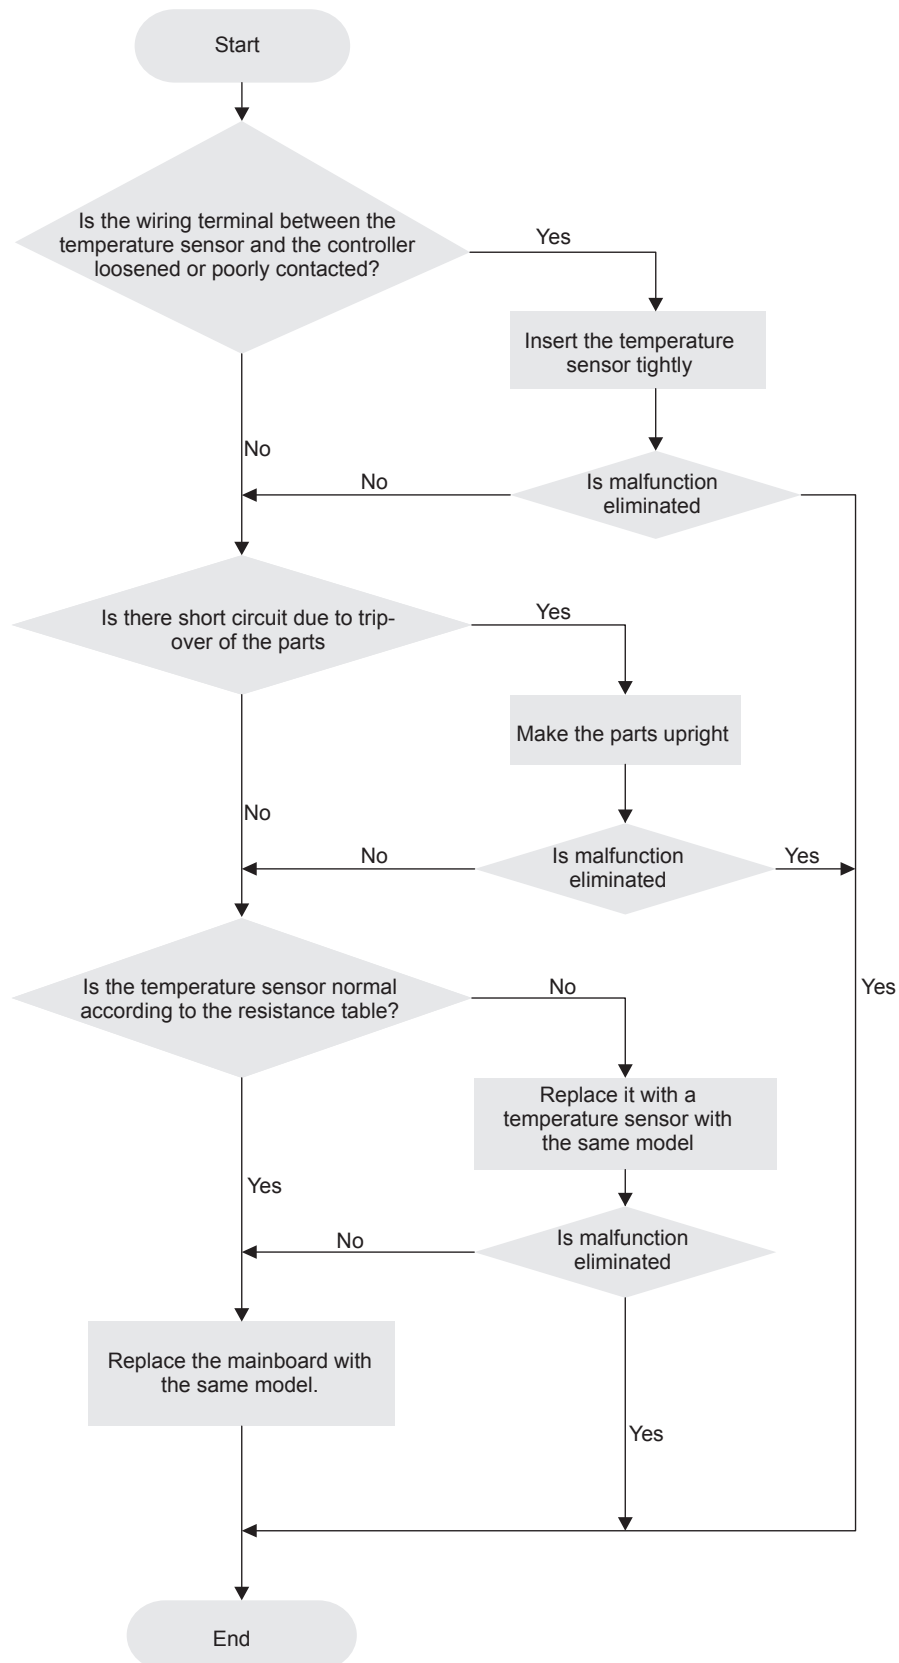 Start
Is the wiring terminal between the
temperature sensor and the controller
loosened or poorly contacted?
Yes
Insert the temperature
sensor tightly
No
No
Is malfunction
eliminated
Is there short circuit due to trip-
over of the parts
Yes
Make the parts upright
No
No
Is malfunction
eliminated
Yes
Is the temperature sensor normal
according to the resistance table?
No
Yes
Replace it with a
temperature sensor with
the same model
Yes
No
Is malfunction
eliminated
Replace the mainboard with
the same model.
Yes
End